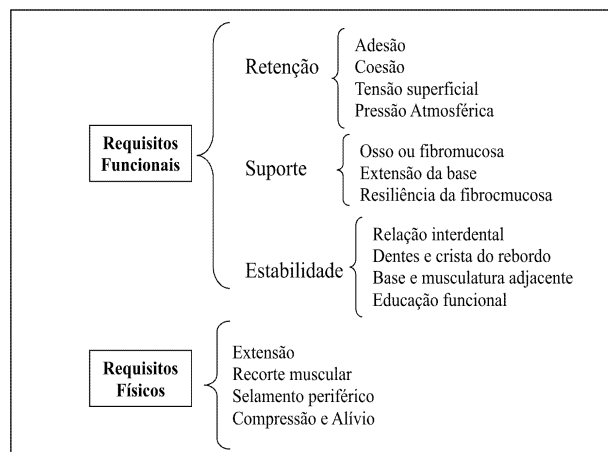 Requisitos
Funcionais
Retenção
Adesão
Coesão
Tensão superficial
Pressão Atmosférica
Suporte
Osso ou fibromucosa
Extensão da base
Resiliência da fibrocmucosa
Estabilidade
Relação interdental
Dentes e crista do rebordo
Base e musculatura adjacente
Educação funcional
Requisitos
Físicos
Extensão
Recorte muscular
Selamento periférico
Compressão e Alívio